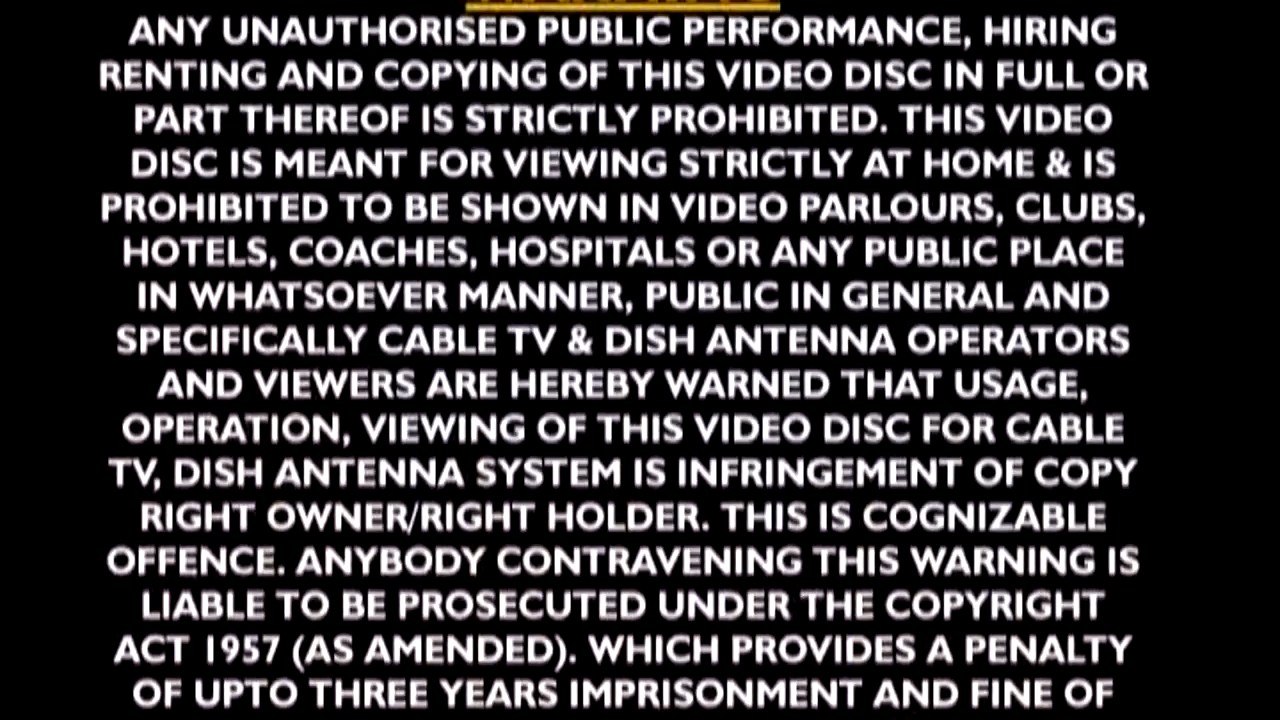 ANY UNAUTHORISED PUBLIC PERFORMANCE, HIRING
RENTING AND COPYING OF THIS VIDEO DISC IN FULL OR
PART THEREOF IS STRICTLY PROHIBITED. THIS VIDEO
DISC IS MEANT FOR VIEWING STRICTLY AT HOME & IS
PROHIBITED TO BE SHOWN IN VIDEO PARLOURS, CLUBS,
HOTELS, COACHES, HOSPITALS OR ANY PUBLIC PLACE
IN WHATSOEVER MANNER, PUBLIC IN GENERAL AND
SPECIFICALLY CABLE TV & DISH ANTENNA OPERATORS
AND VIEWERS ARE HEREBY WARNED THAT USAGE,
OPERATION, VIEWING OF THIS VIDEO DISC FOR CABLE
TV, DISH ANTENNA SYSTEM IS INFRINGEMENT OF COPY
RIGHT OWNER/RIGHT HOLDER. THIS IS COGNIZABLE
OFFENCE. ANYBODY CONTRAVENING THIS WARNING IS
LIABLE TO BE PROSECUTED UNDER THE COPYRIGHT
ACT 1957 (AS AMENDED). WHICH PROVIDES A PENALTY
OF UPTO THREE YEARS IMPRISONMENT AND FINE OF